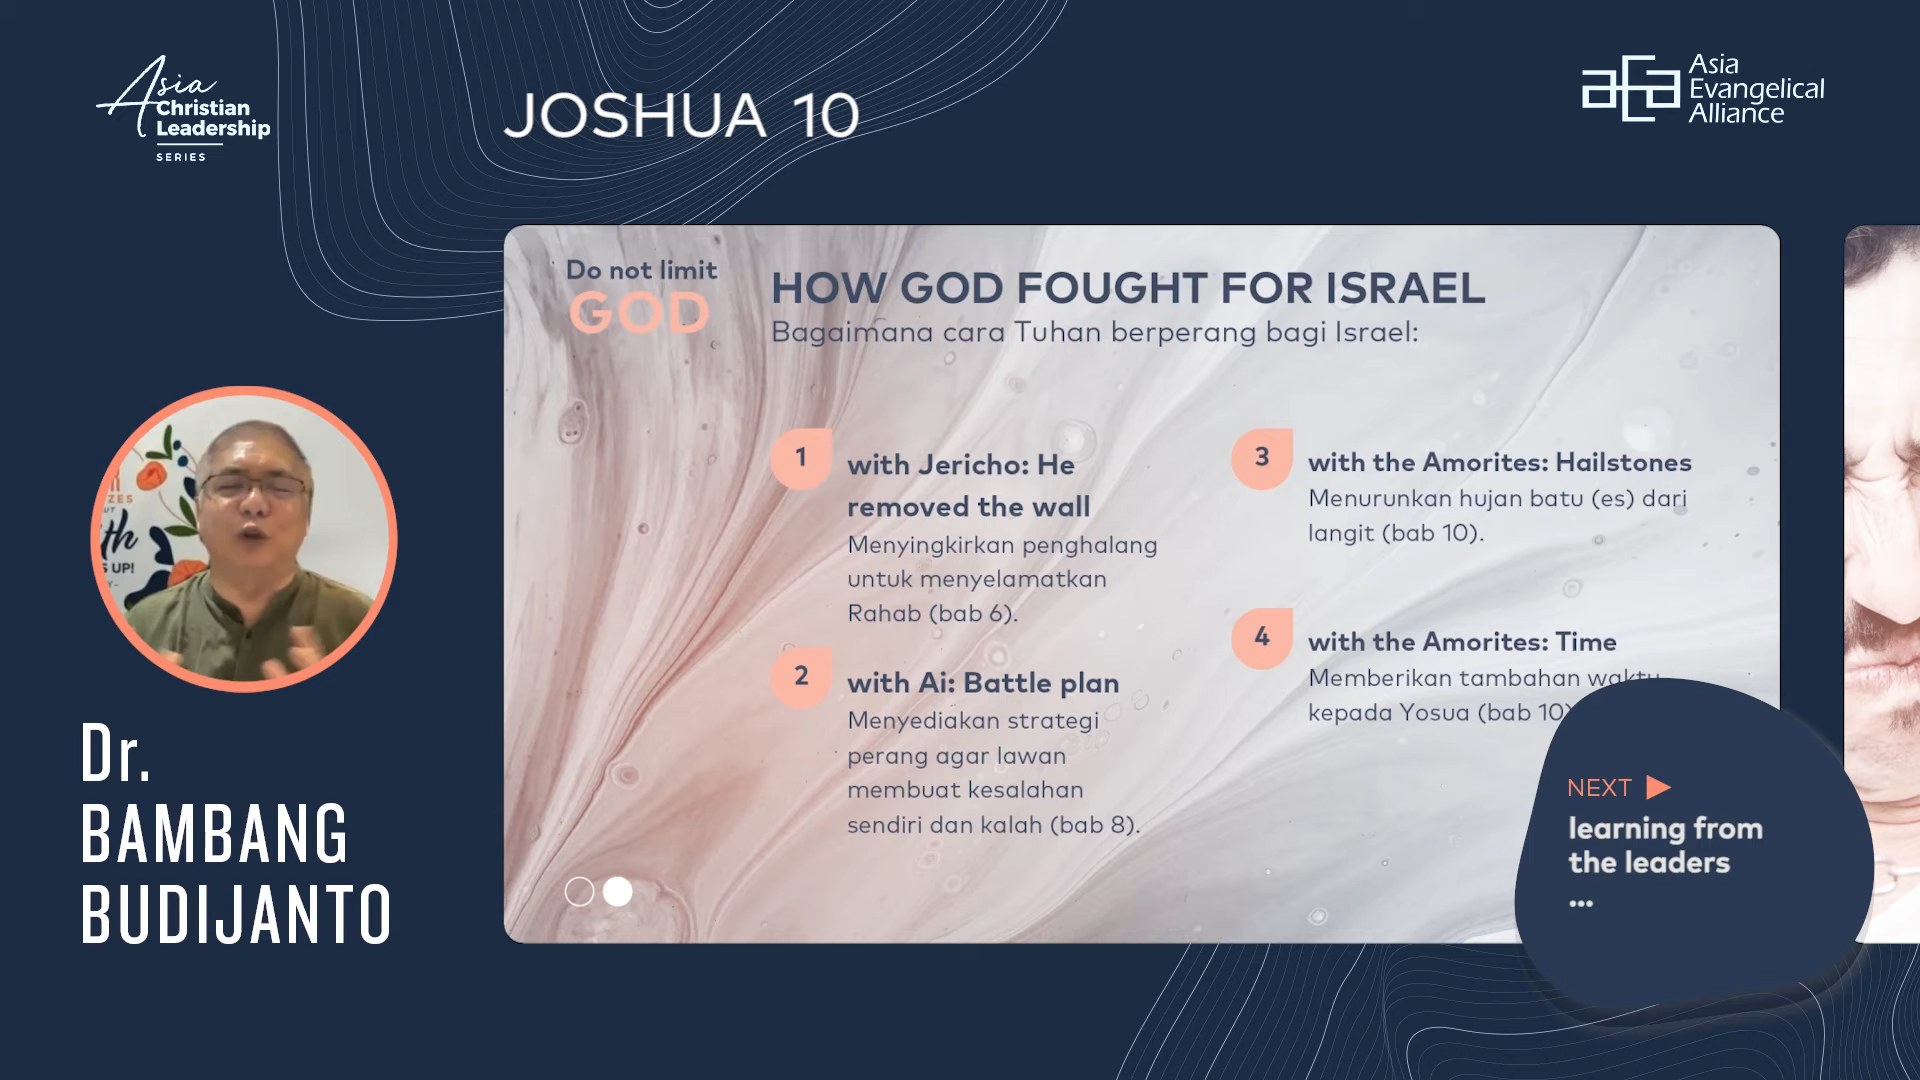 Asia
Christian
Leadership
SERIES
JOSHUA 10
aEa
Asia
Evangelical
Alliance
Do not limit
GOD
HOW GOD FOUGHT FOR ISRAEL
Bagaimana cara Tuhan berperang bagi Israel:
1
with Jericho: He
removed the wall
Menyingkirkan penghalang
untuk menyelamatkan
Rahab (bab 6).
2
with Ai: Battle plan
Menyediakan strategi
perang agar lawan
membuat kesalahan
sendiri dan kalah (bab 8).
3
with the Amorites: Hailstones
Menurunkan hujan batu (es) dari
langit (bab 10).
4
with the Amorites: Time
Memberikan tambahan waktu
kepada Yosua (bab 10)
UP!
Dr.
BAMBANG
BUDIJANTO
NEXT
learning from
the leaders
...